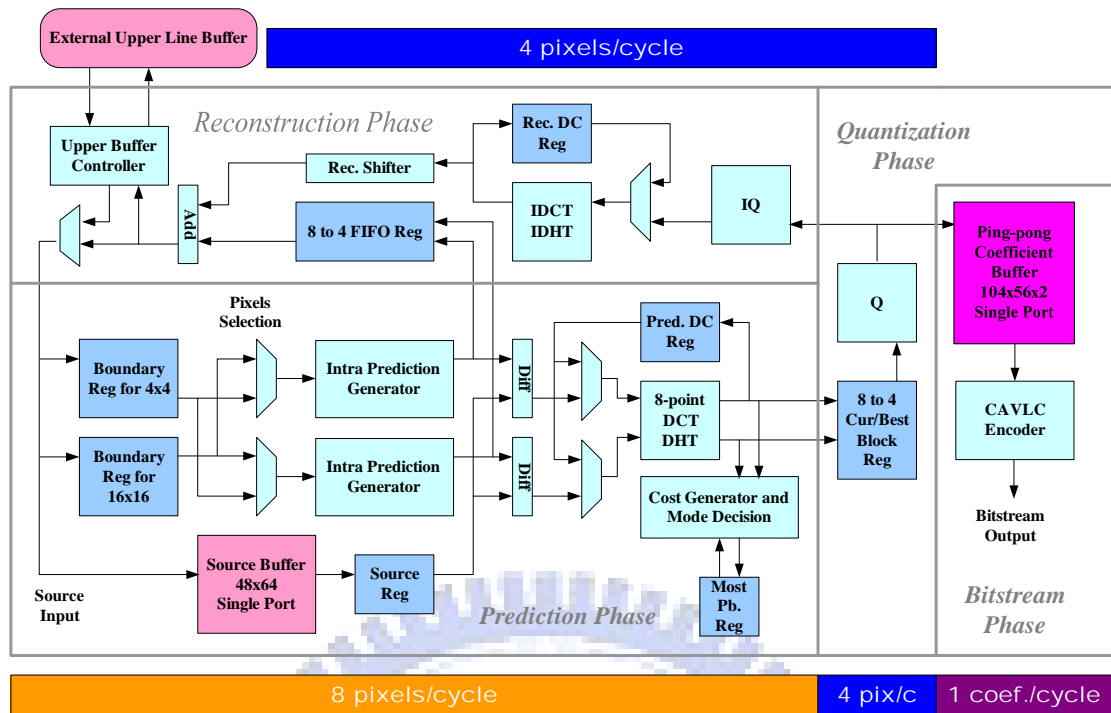 External Upper Line Buffer
4 pixels/cycle
Reconstruction Phase
Upper Buffer
Controller
Rec. Shifter
Rec. DC
Reg
Add
8 to 4 FIFO Reg
IDCT
IDHT
IQ
Quantization
Phase
Ping-pong
Coefficient
Buffer
104x56x2
Single Port
Q
Pixels
Selection
Boundary
Reg for 4x4
Intra Prediction
Generator
Diff
Pred. DC
Reg
8-point
DCT
DHT
8 to 4
Cur/Best
Block
Reg
CAVLC
Encoder
Boundary
Reg for
16x16
Intra Prediction
Generator
Diff
Cost Generator and
Mode Decision
Bitstream
Output
Source
Input
Source Buffer
48x64
Single Port
Source
Reg
Prediction Phase
Most
Pb.
Reg
Bitstream
Phase
8 pixels/cycle
4 pix/c
1 coef./cycle